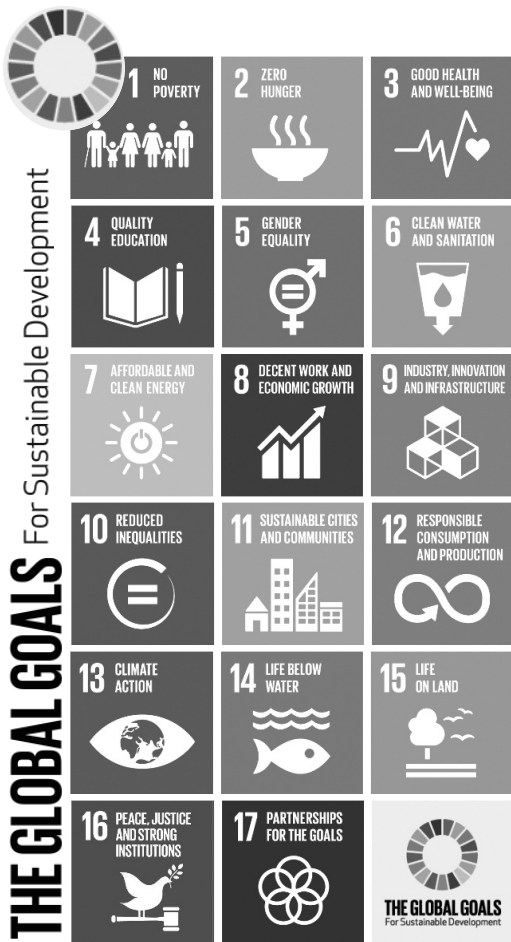 THE GLOBAL GOALS For Sustainable Development
1 NO
POVERTY
2 ZERO
HUNGER
3 GOOD HEALTH
AND WELL-BEING
4 QUALITY
EDUCATION
5 GENDER
EQUALITY
6 CLEAN WATER
AND SANITATION
7 AFFORDABLE AND
CLEAN ENERGY
8 DECENT WORK AND
ECONOMIC GROWTH
9 INDUSTRY, INNOVATION
AND INFRASTRUCTURE
10 REDUCED
INEQUALITIES
11 SUSTAINABLE CITIES
AND COMMUNITIES
12 RESPONSIBLE
CONSUMPTION
AND PRODUCTION
13 CLIMATE
ACTION
14 LIFE BELOW
WATER
15 LIFE
ON LAND
16 PEACE, JUSTICE
AND STRONG
INSTITUTIONS
17 PARTNERSHIPS
FOR THE GOALS
THE GLOBAL GOALS
For Sustainable Development